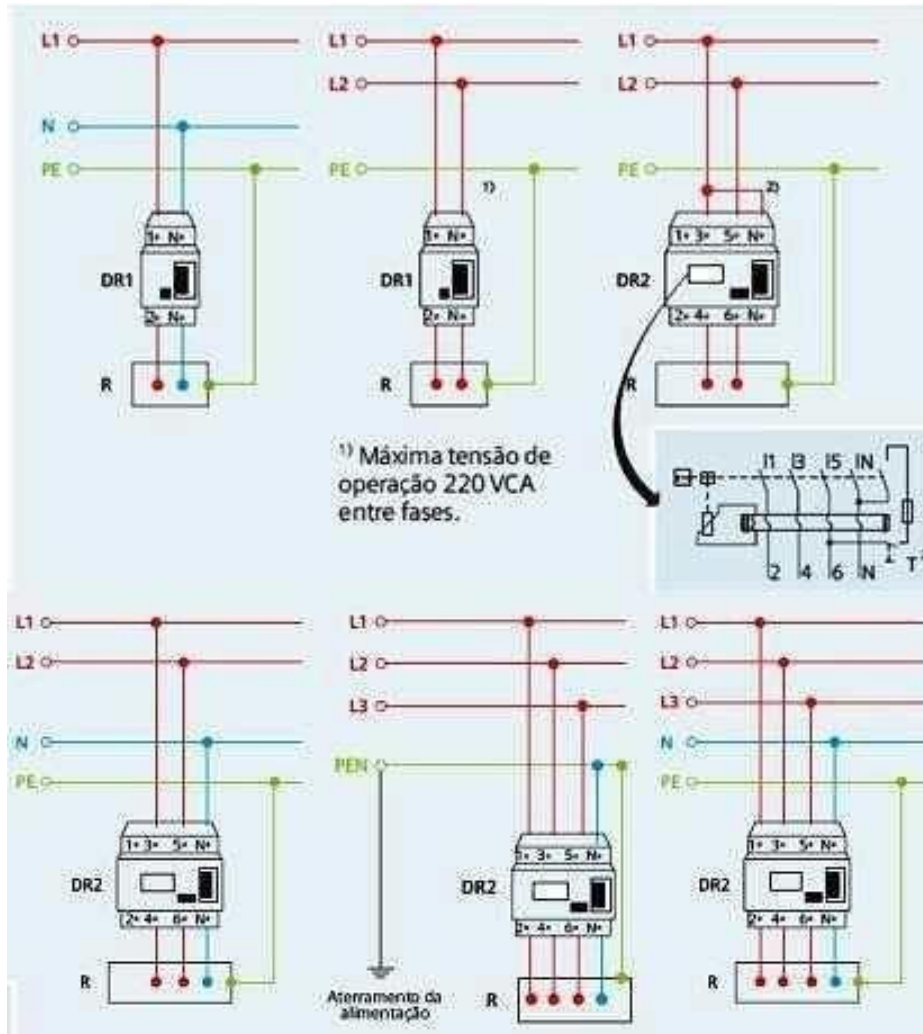 L1
N
PE
1• N•
DR1
2• N•
R
L1
L2
PE
1)
1• N•
DR1
2• N•
R
1) Máxima tensão de
operação 220 VCA
entre fases.
L1
L2
PE
2)
1• 3• 5• N•
DR2
2• 4• 6• N•
R
I1 I3 I5 IN
2 4 6 N
T
L1
L2
N
PE
1• 3• 5• N•
DR2
2• 4• 6• N•
R
L1
L2
L3
PEN
1• 3• 5• N•
DR2
2• 4• 6• N•
R
Aterramento da
alimentação
L1
L2
L3
N
PE
1• 3• 5• N•
DR2
2• 4• 6• N•
R